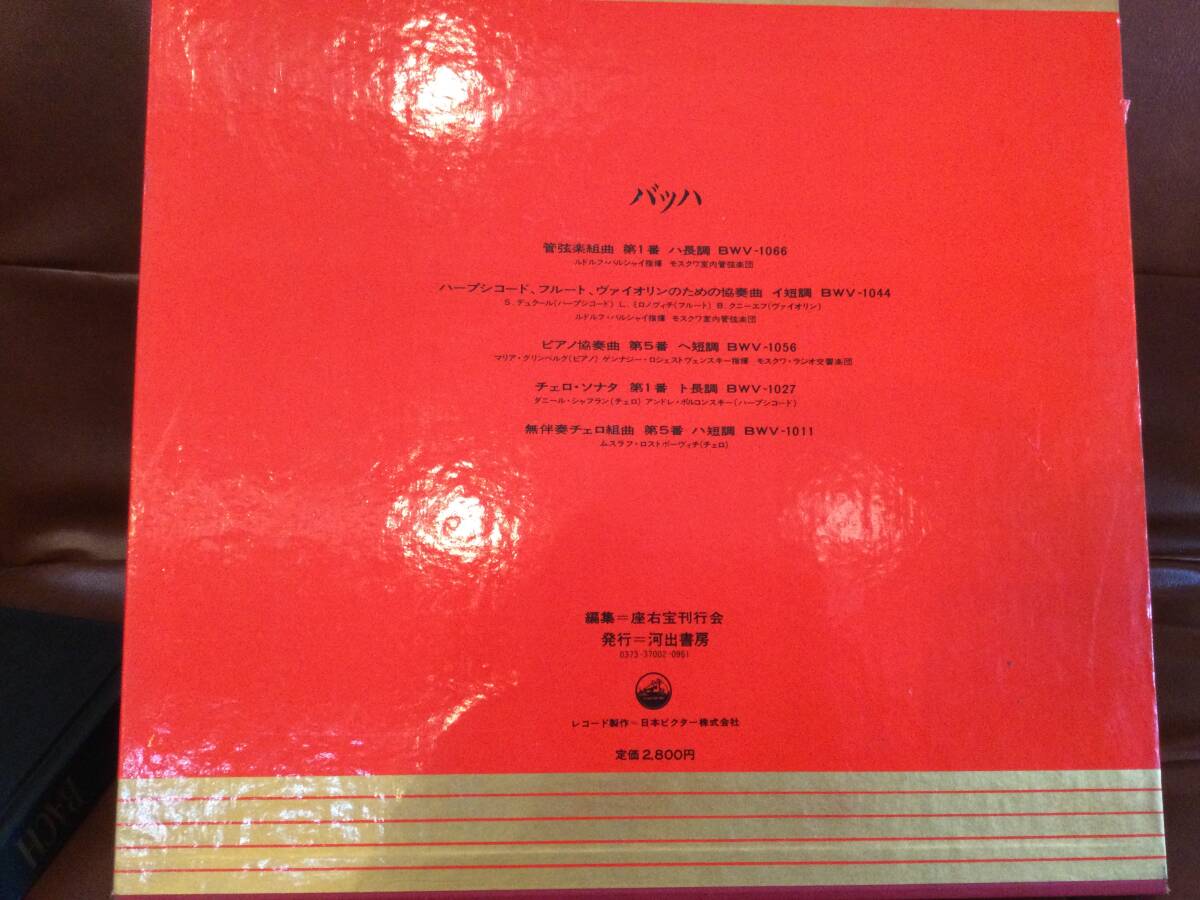 バッハ
管弦楽組曲 第1番 ハ長調 BWV-1066
ルドルフ・バルシャイ指揮 モスクワ室内管弦楽団
ハープシコード、フルート、ヴァイオリンのための協奏曲 イ短調 BWV-1044
S.デュクール(ハープシコード) L.ミロノヴィチ(フルート) B.クニーエフ(ヴァイオリン)
ルドルフ・バルシャイ指揮 モスクワ室内管弦楽団
ピアノ協奏曲 第5番 ヘ短調 BWV-1056
マリア・グリンベルグ(ピアノ) ゲンナジー・ロジェストヴェンスキー指揮 モスクワ・ラジオ交響楽団
チェロ・ソナタ 第1番 ト長調 BWV-1027
ダニール・シャフラン(チェロ) アンドレ・ボルコンスキー(ハープシコード)
無伴奏チェロ組曲 第5番 ハ短調 BWV-1011
ムスラフ・ロストポーヴィチ(チェロ)
編集=座右宝刊行会
発行=河出書房
0373-37002-0961
レコード製作=日本ビクター株式会社
定価2,800円
BACH